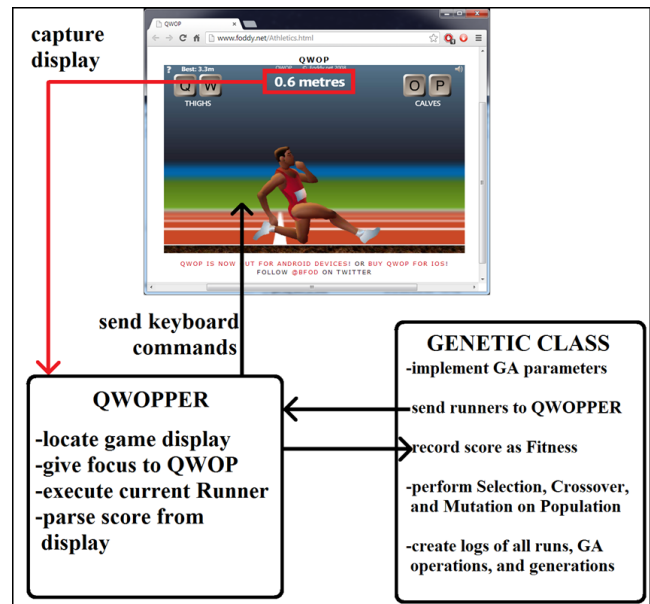 capture
display
QWOP
www.foddy.net/Athletics.html
QWOP
? Best: 3.3m
0.6 metres
Q W
O P
THIGHS
CALVES
QWOP IS NOW OUT FOR ANDROID DEVICES! OR BUY QWOP FOR IOS!
FOLLOW @BFOD ON TWITTER
send keyboard
commands
QWOPPER
-locate game display
-give focus to QWOP
-execute current Runner
-parse score from
display
GENETIC CLASS
-implement GA parameters
-send runners to QWOPPER
-record score as Fitness
-perform Selection, Crossover,
and Mutation on Population
-create logs of all runs, GA
operations, and generations